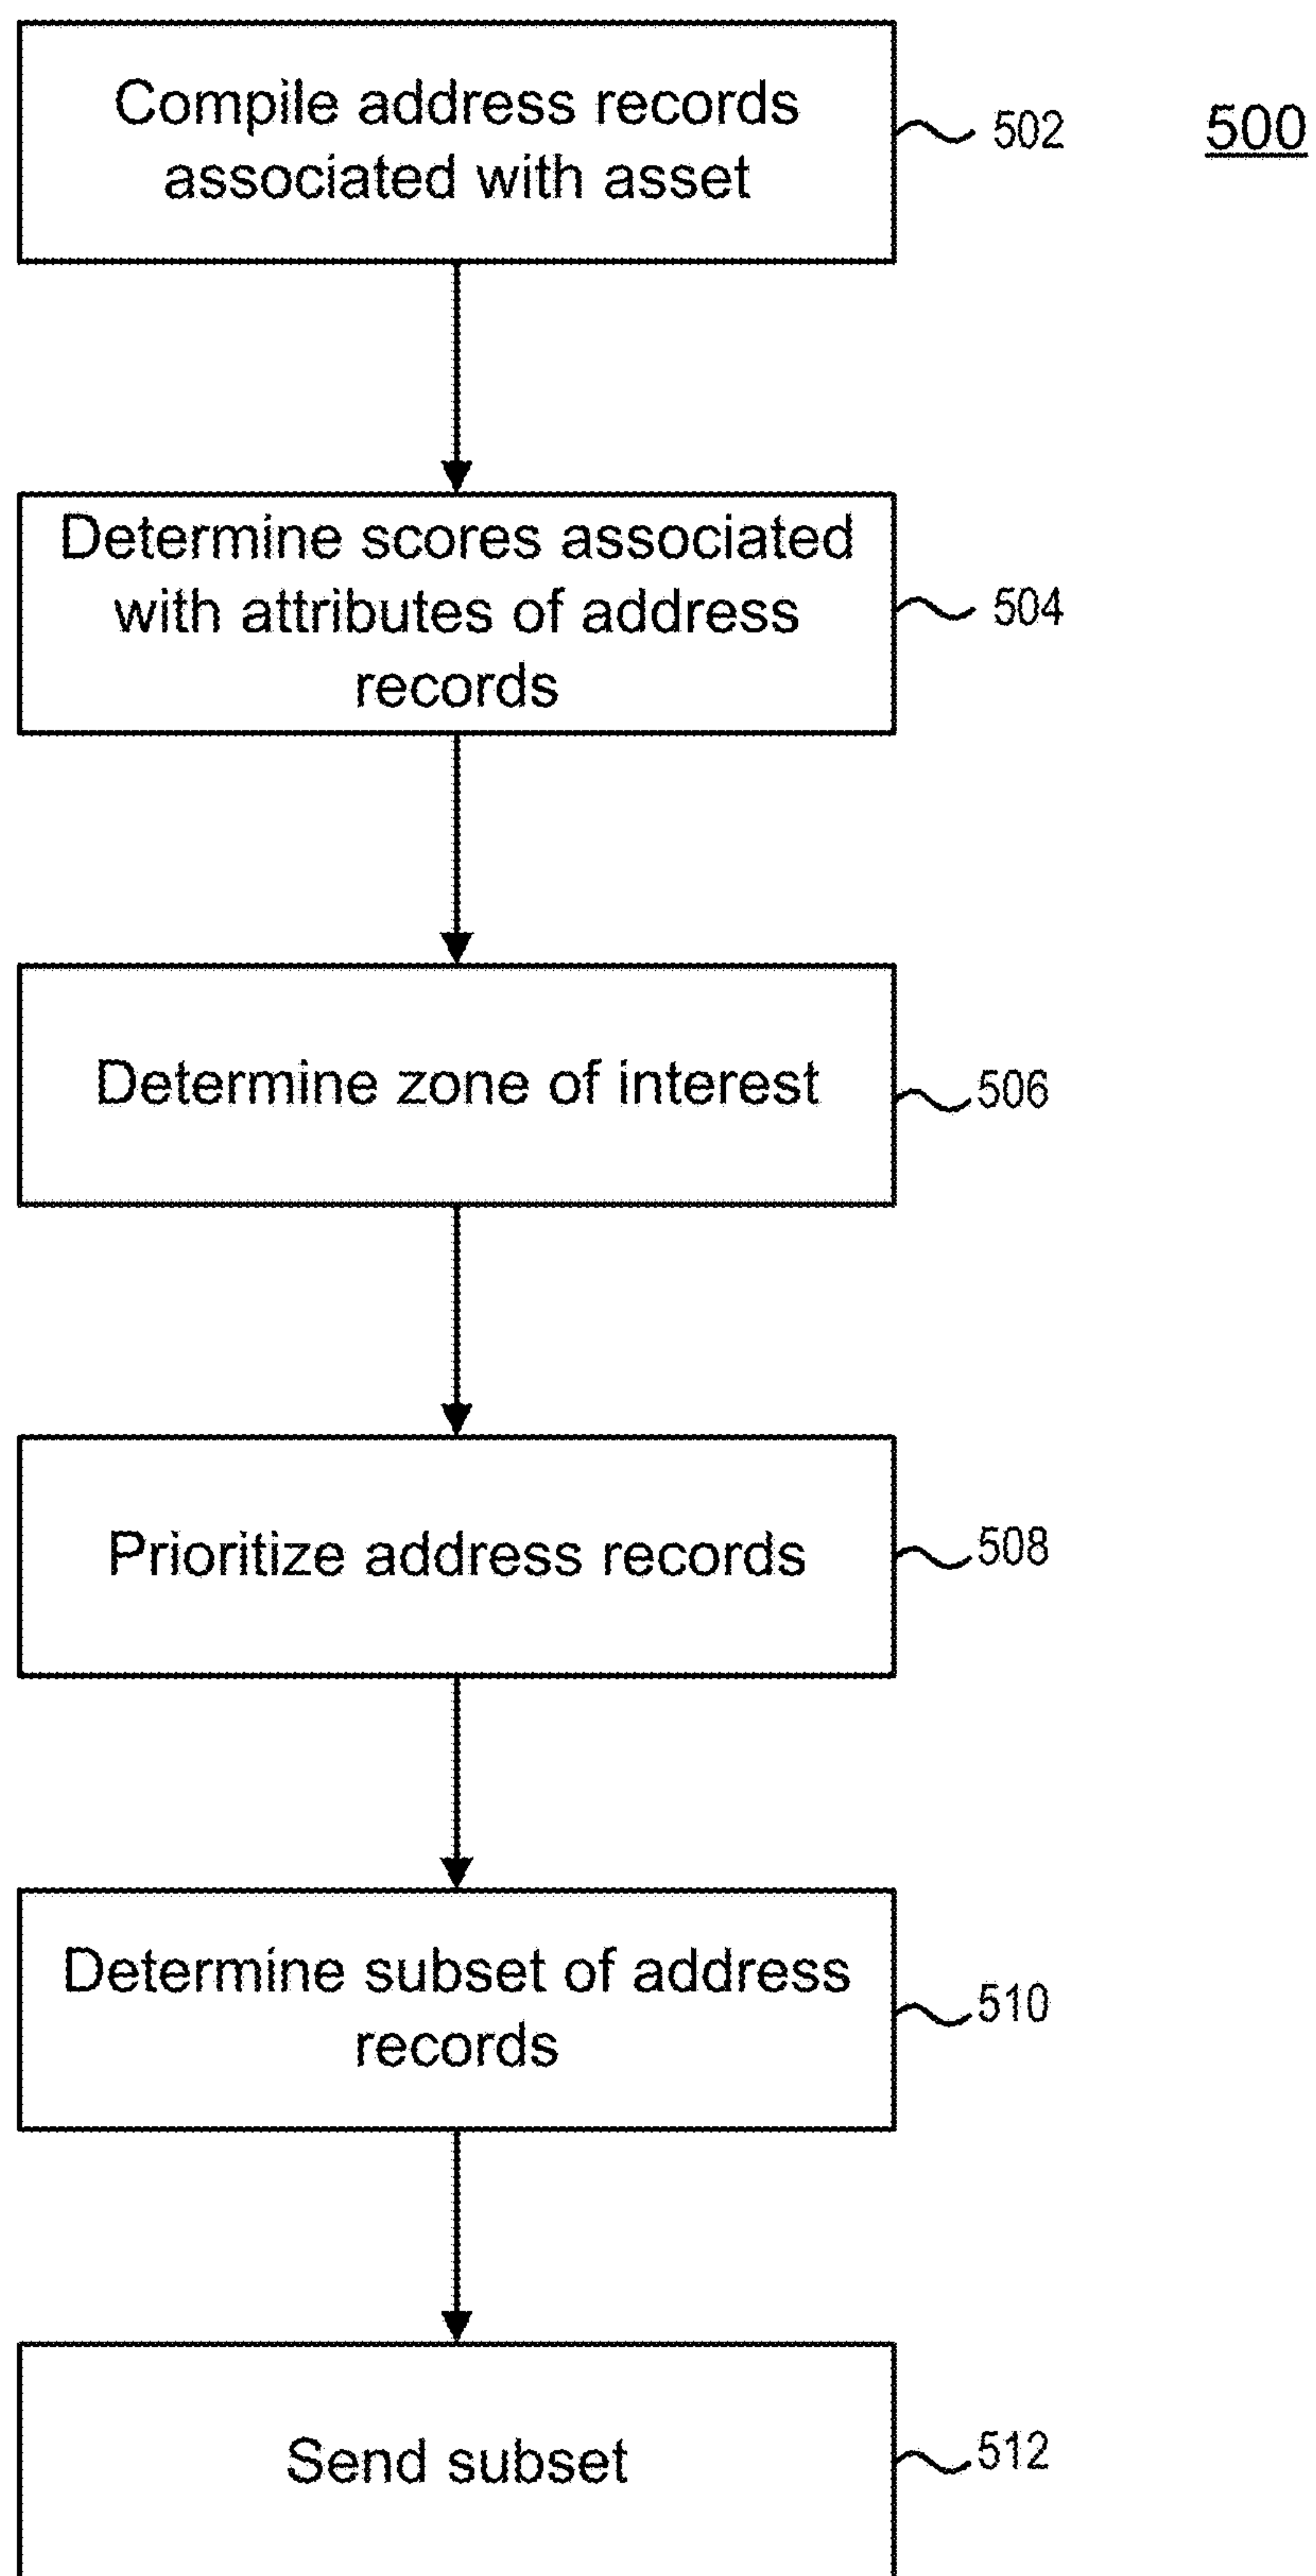 Compile address records
associated with asset
502
500
Determine scores associated
with attributes of address
records
504
Determine zone of interest
506
Prioritize address records
508
Determine subset of address
records
510
Send subset
512